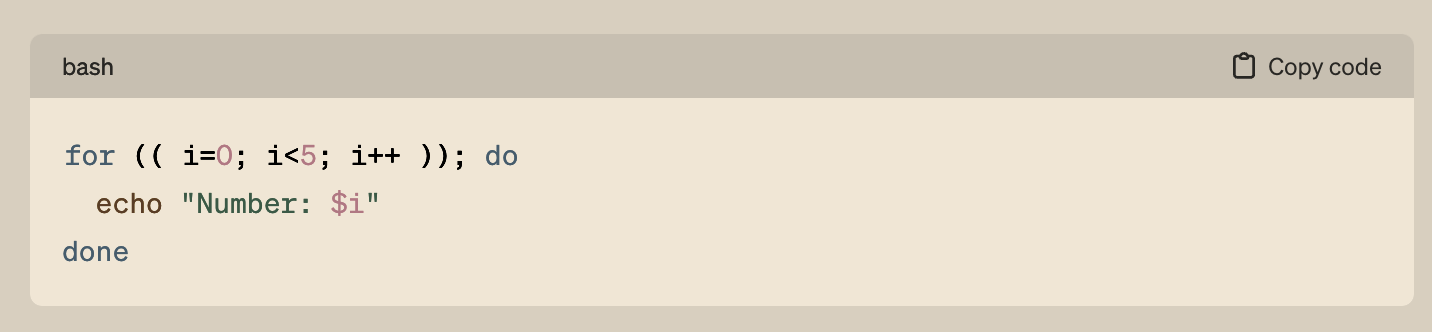 bash
Copy code
for (( i=0; i<5; i++ )); do
  echo "Number: $i"
done